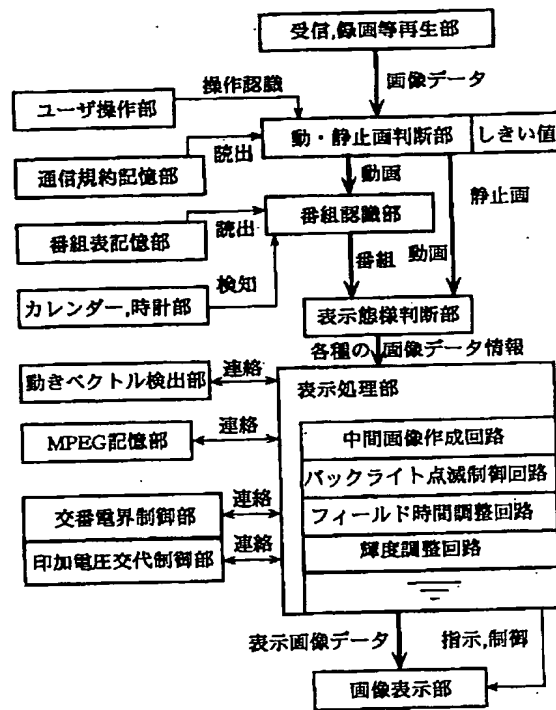 受信,録画等再生部
画像データ
操作認識
ユーザ操作部
動・静止画判断部
しきい値
読出
通信規約記憶部
動画
静止画
番組認識部
番組表記憶部
読出
番組
動画
検知
カレンダー,時計部
表示態様判断部
各種の画像データ情報
動きベクトル検出部
連絡
表示処理部
MPEG記憶部
連絡
中間画像作成回路
バックライト点滅制御回路
交番電界制御部
連絡
フィールド時間調整回路
印加電圧交代制御部
連絡
輝度調整回路
表示画像データ
指示,制御
画像表示部